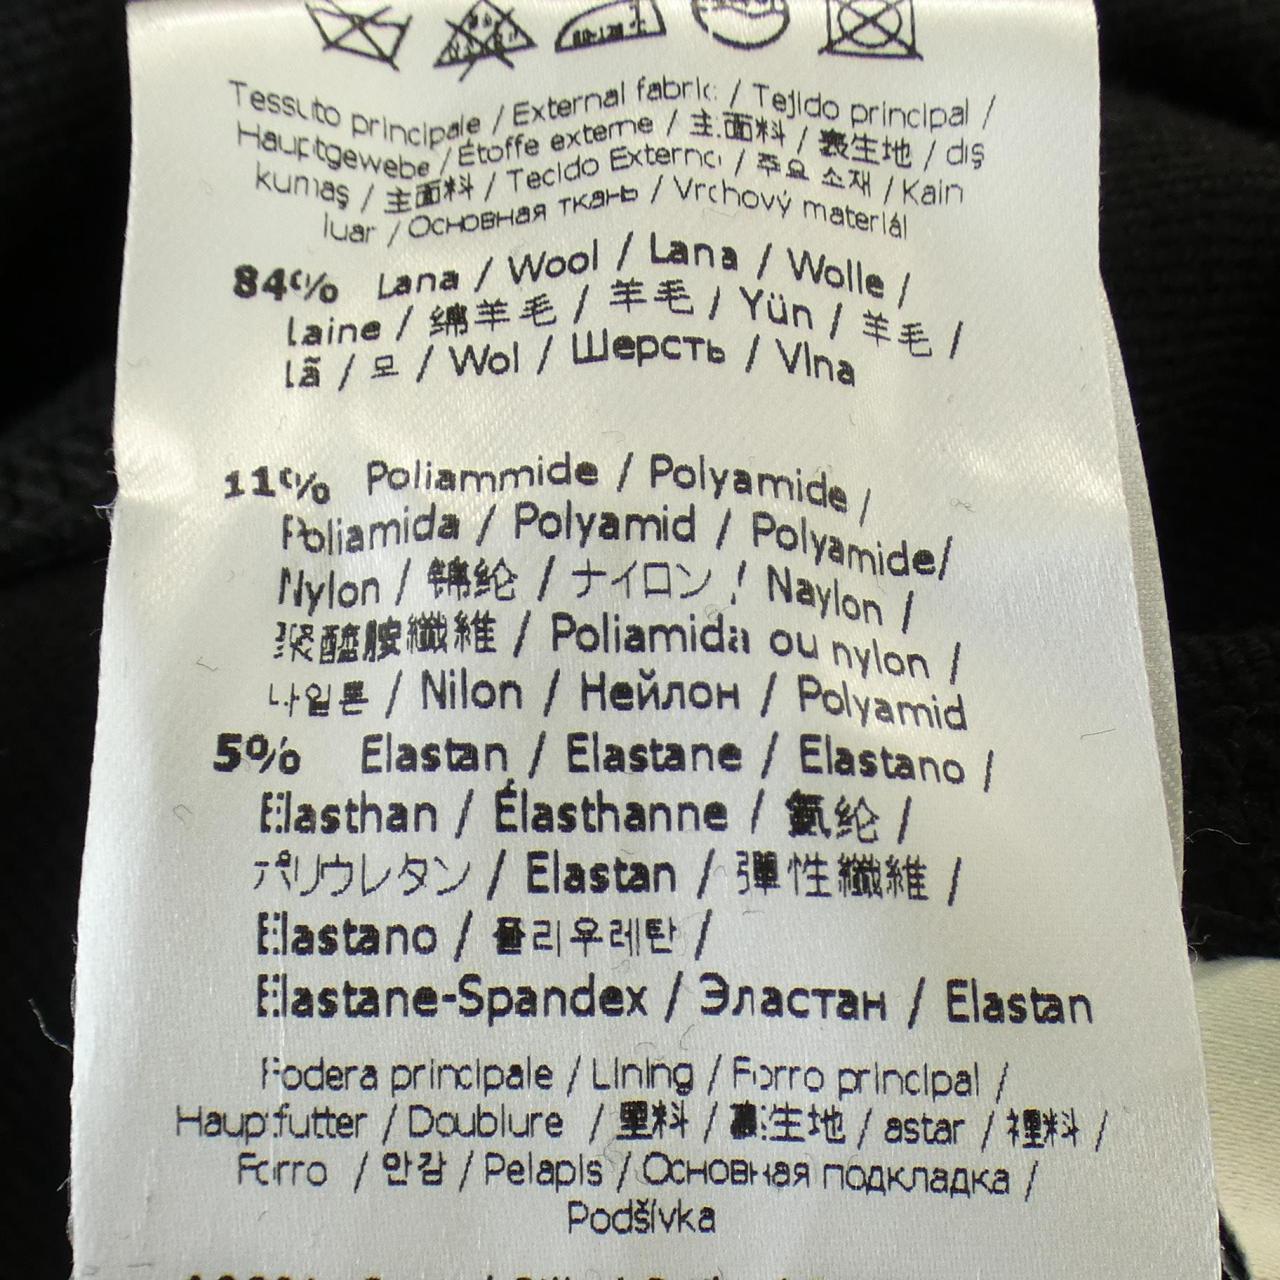 Tessuto principale / External fabric / Tejido principal /
Hauptgewebe / Étoffe externe / 主面料 / 表生地 / dış
kumaş / 主面料 / Tecido Externo / 주요 소재 / Kain
luar / Основная ткань / Vrchový materiál
84% Lana / Wool / Lana / Wolle /
Laine / 绵羊毛 / 羊毛 / Yün / 羊毛 /
lã / 모 / Wol / Шерсть / Vlna
11% Poliammide / Polyamide /
Poliamida / Polyamid / Polyamide/
Nylon / 锦纶 / ナイロン / Naylon /
聚醯胺纖維 / Poliamida ou nylon /
나일론 / Nilon / Нейлон / Polyamid
5% Elastan / Elastane / Elastano /
Elasthan / Élasthanne / 氨纶 /
ポリウレタン / Elastan / 彈性纖維 /
Elastano / 폴리우레탄 /
Elastane-Spandex / Эластан / Elastan
Fodera principale / Lining / Forro principal /
Hauptfutter / Doublure / 里料 / 裏生地 / astar / 裡料 /
Forro / 안감 / Pelapis / Основная подкладка /
Podšívka